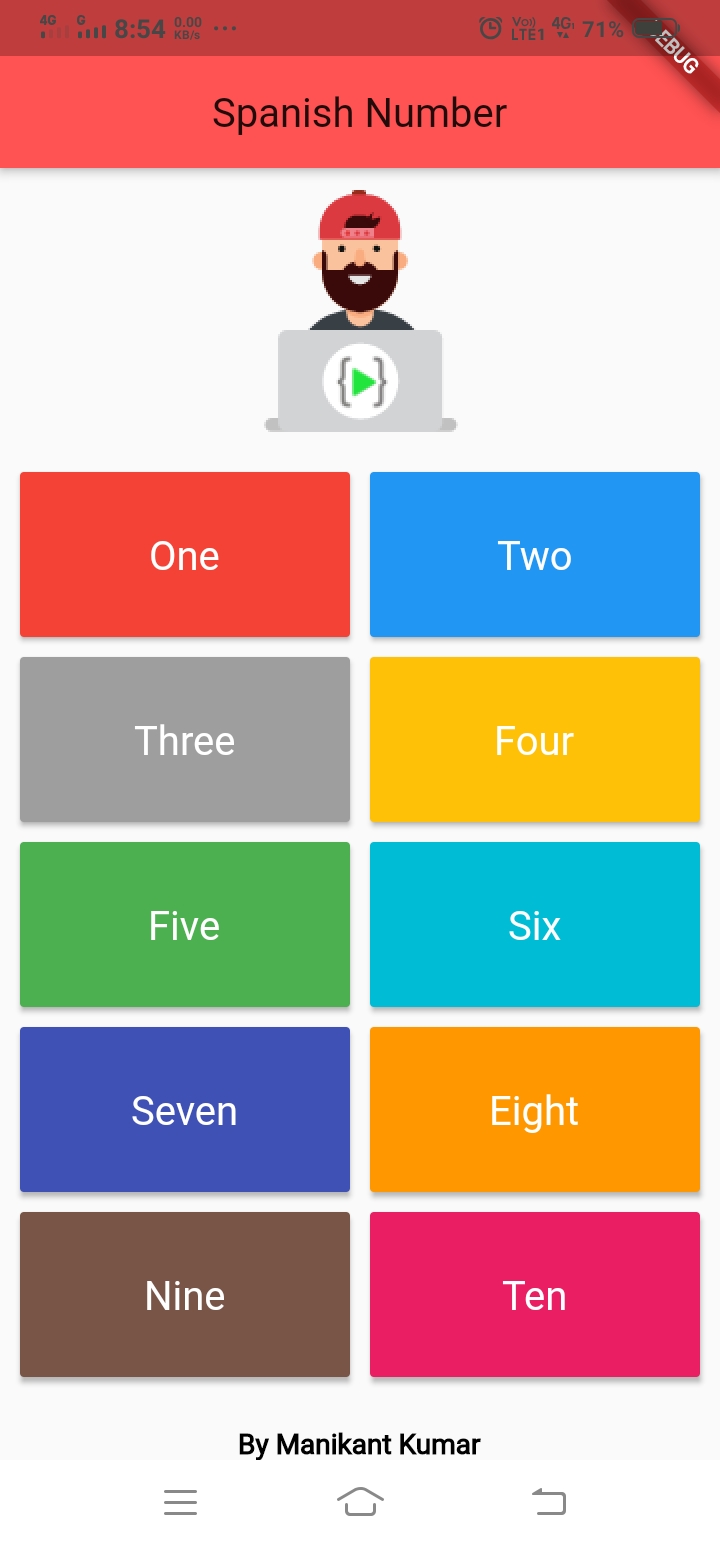 4G G 8:54 0.00 KB/s ... Vo) LTE1 4G 71%
EBUG
Spanish Number
{ }
One Two
Three Four
Five Six
Seven Eight
Nine Ten
By Manikant Kumar